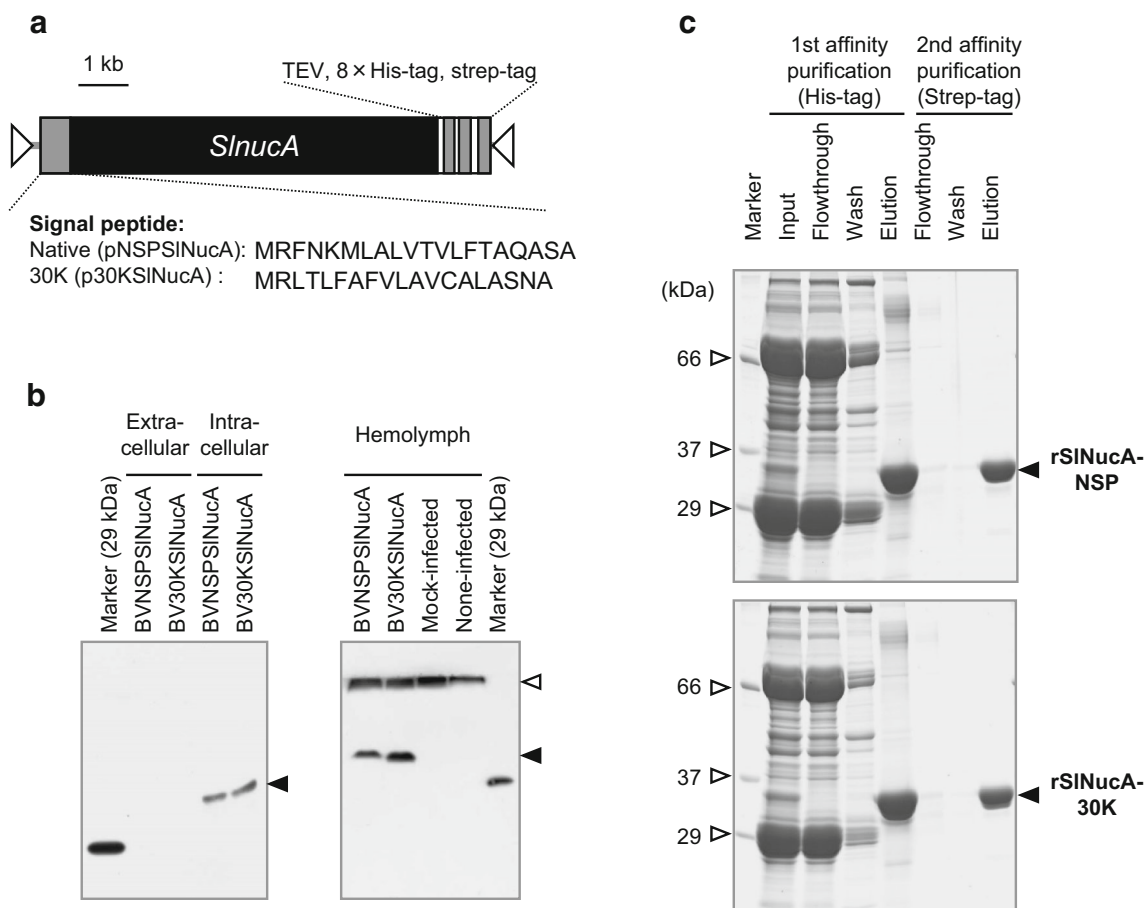 a
1 kb
TEV, 8 × His-tag, strep-tag
SlnucA
Signal peptide:
Native (pNSPSlNucA): MRFNKMLALVTVLFTAQASA
30K (p30KSlNucA) : MRLTLFAFVLAVCALASNA
b
Extra-
cellular
Intra-
cellular
Marker (29 kDa)
BVNSPSlNucA
BV30KSlNucA
BVNSPSlNucA
BV30KSlNucA
Hemolymph
BVNSPSlNucA
BV30KSlNucA
Mock-infected
None-infected
Marker (29 kDa)
c
1st affinity
purification
(His-tag)
2nd affinity
purification
(Strep-tag)
Marker
Input
Flowthrough
Wash
Elution
Flowthrough
Wash
Elution
(kDa)
66
37
29
rSlNucA-
NSP
66
37
29
rSlNucA-
30K